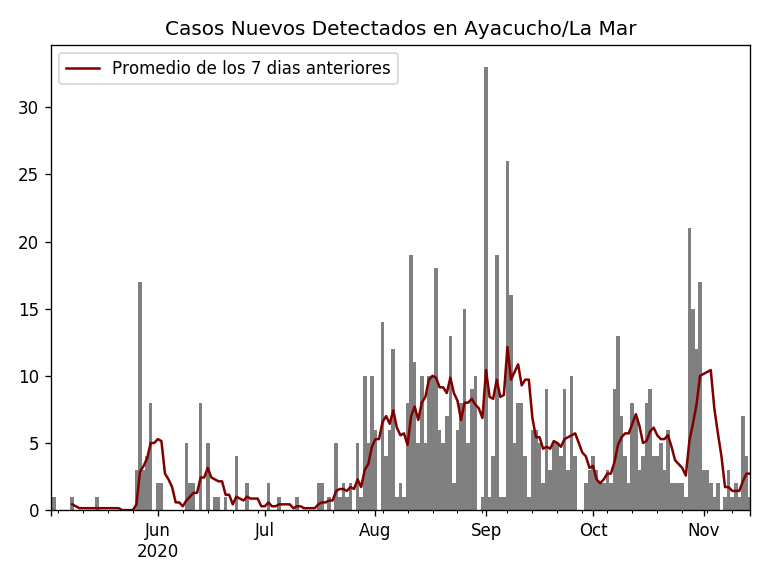 Casos Nuevos Detectados en Ayacucho/La Mar
Promedio de los 7 dias anteriores
30
25
20
15
10
5
0
Jun Jul Aug Sep Oct Nov
2020